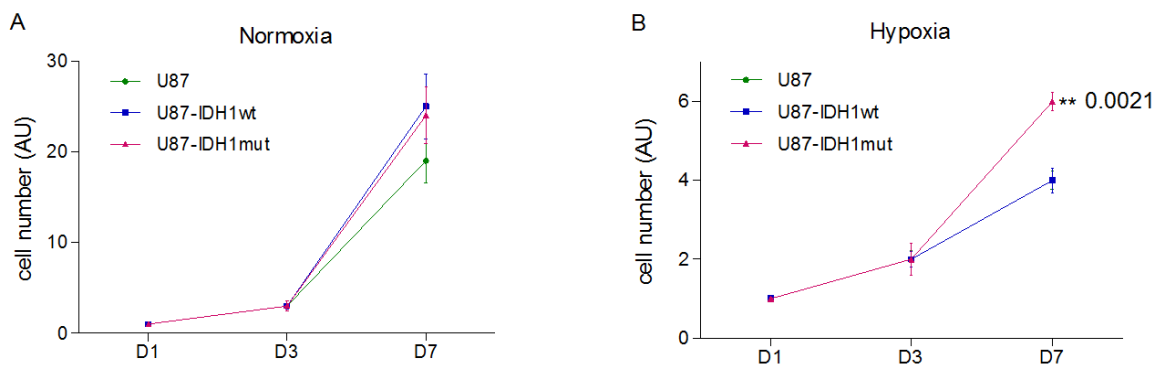 A
Normoxia
30
20
10
0
cell number (AU)
U87
U87-IDH1wt
U87-IDH1mut
D1 D3 D7
B
Hypoxia
6
4
2
0
cell number (AU)
U87
U87-IDH1wt
U87-IDH1mut
** 0.0021
D1 D3 D7